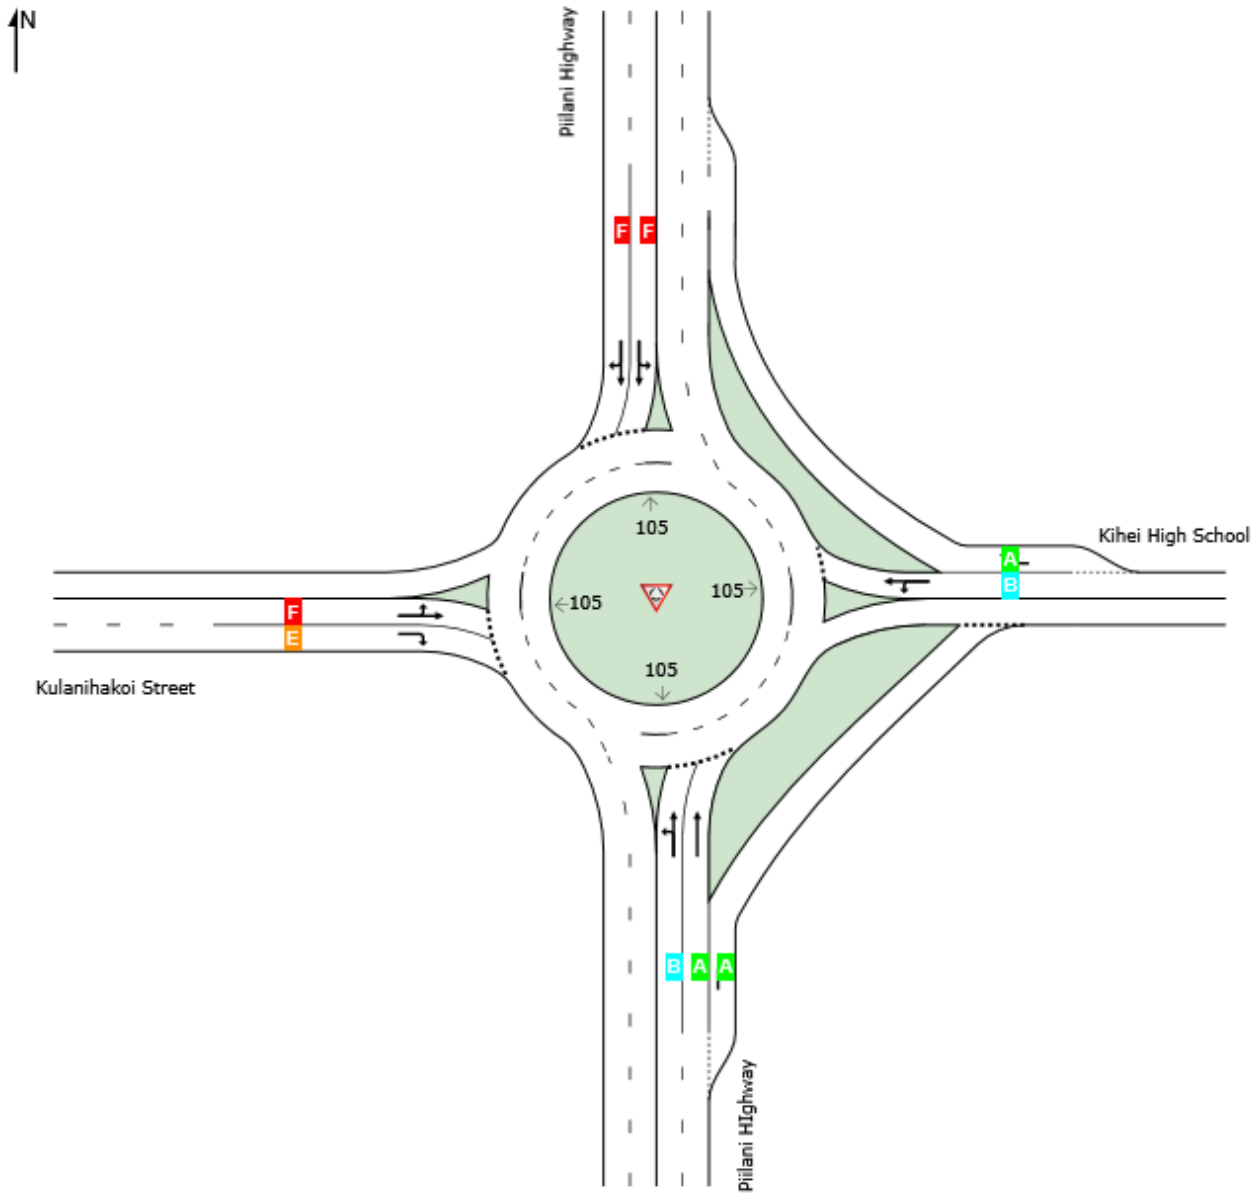 N
Piilani Highway
F F
105
Kihei High School
A
B
105
105
F
E
105
Kulanihakoi Street
B A A
Piilani HIghway